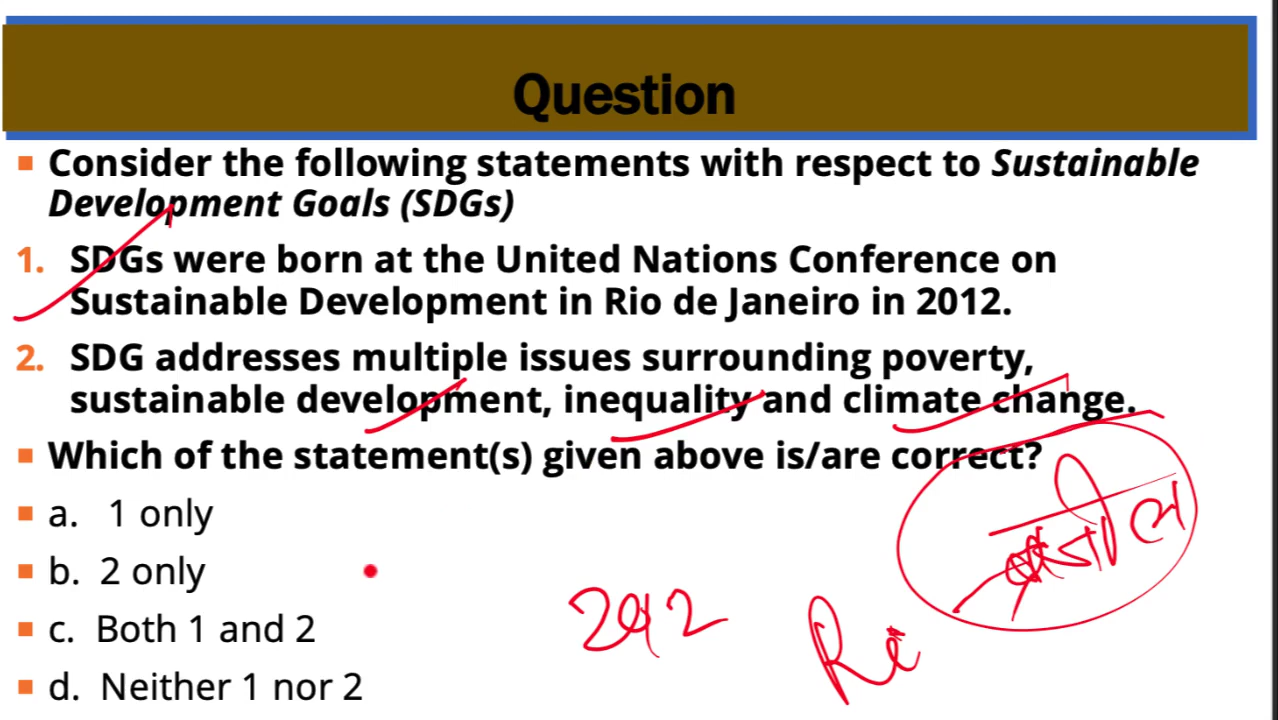 Question
Consider the following statements with respect to Sustainable
Development Goals (SDGs)
1. SDGs were born at the United Nations Conference on
Sustainable Development in Rio de Janeiro in 2012.
2. SDG addresses multiple issues surrounding poverty,
sustainable development, inequality and climate change.
Which of the statement(s) given above is/are correct?
a. 1 only
b. 2 only
c. Both 1 and 2
d. Neither 1 nor 2
2012